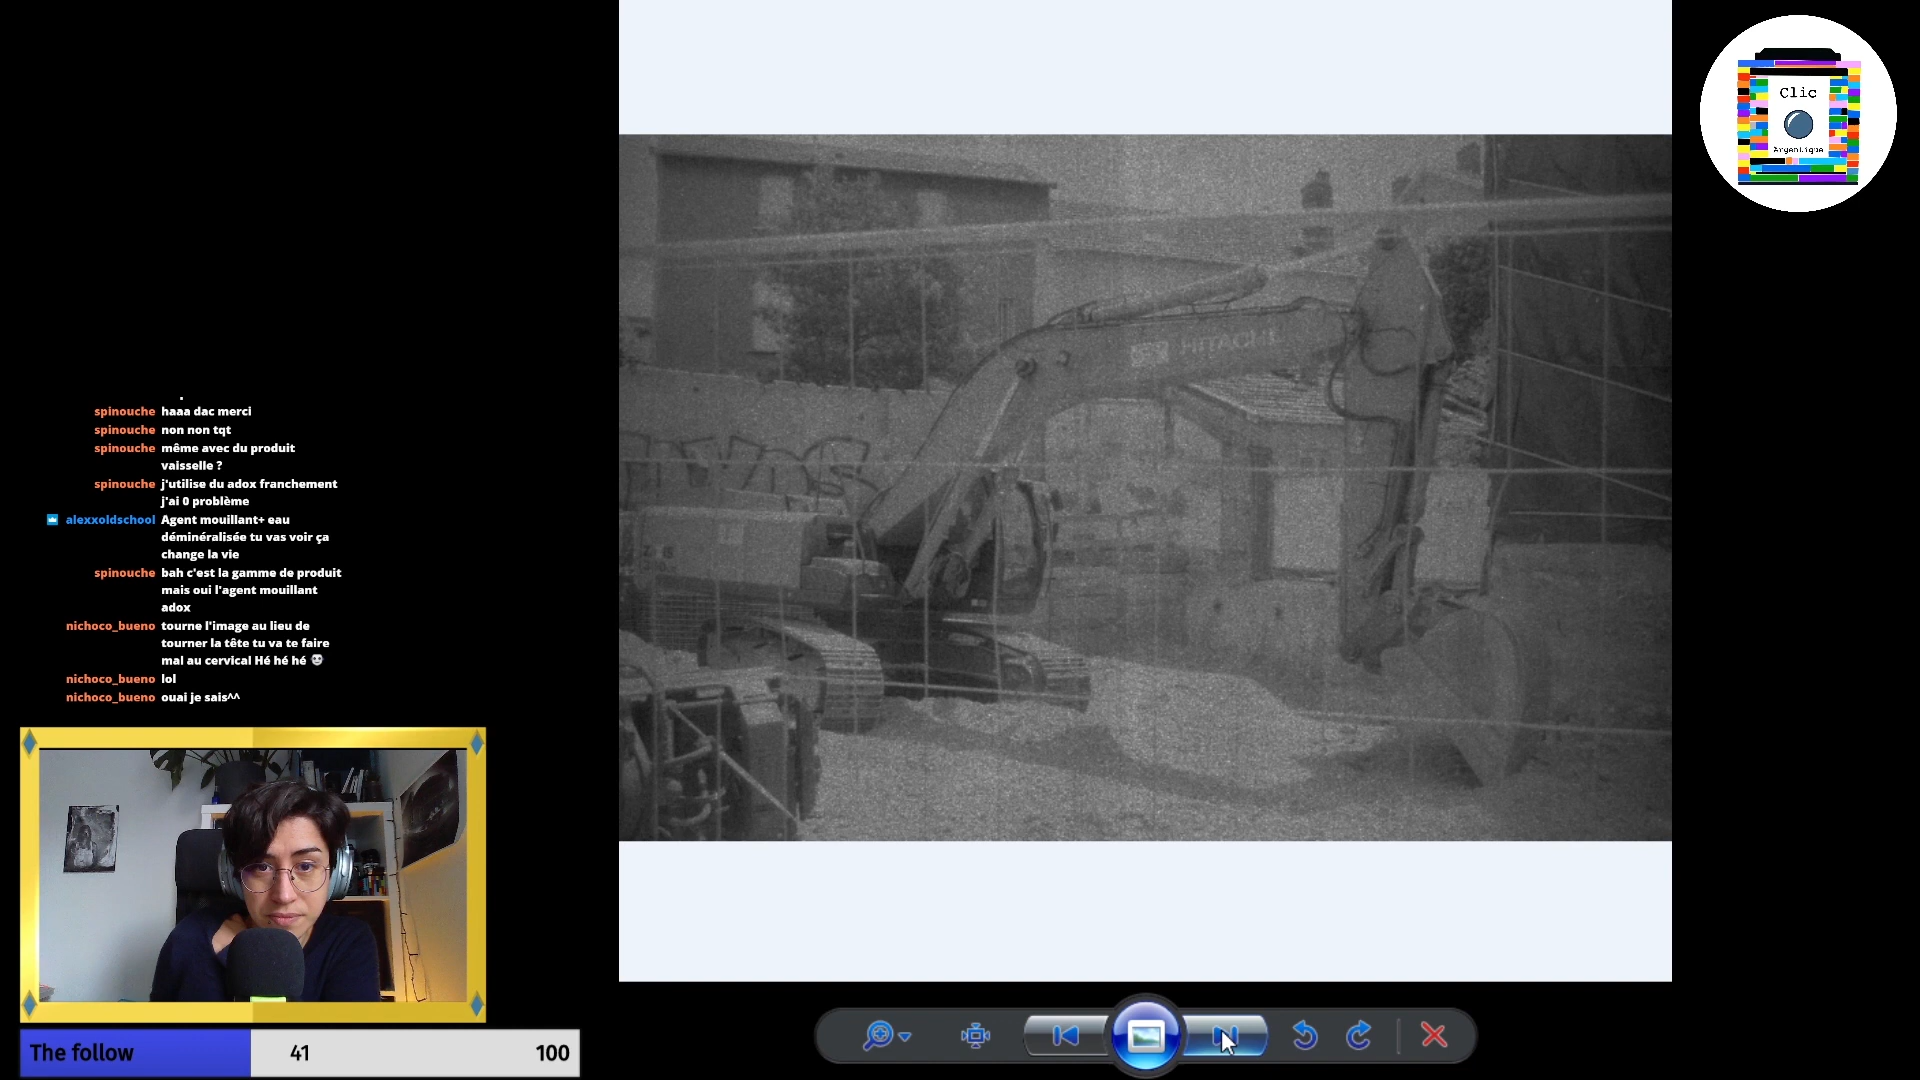 spinouche haaa dac merci
spinouche non non tqt
spinouche même avec du produit
vaisselle ?
spinouche j'utilise du adox franchement
j'ai 0 problème
alexxoldschool Agent mouillant+ eau
déminéralisée tu vas voir ça
change la vie
spinouche bah c'est la gamme de produit
mais oui l'agent mouillant
adox
nichoco_bueno tourne l'image au lieu de
tourner la tête tu va te faire
mal au cervical Hé hé hé 💀
nichoco_bueno lol
nichoco_bueno ouai je sais^^
The follow 41 100
HITACHI
Clic
Argentique